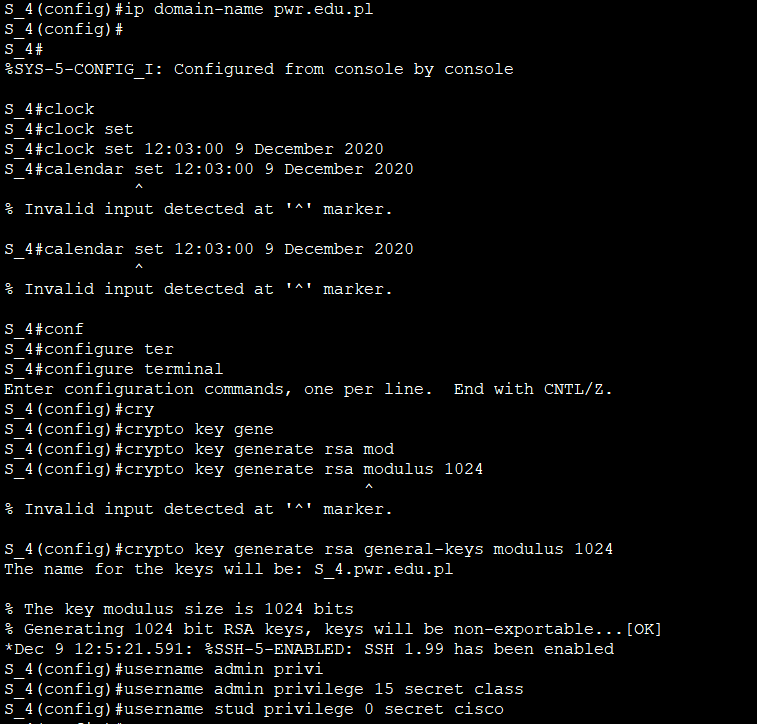 S_4(config)#ip domain-name pwr.edu.pl
S_4(config)#
S_4#
%SYS-5-CONFIG_I: Configured from console by console
S_4#clock
S_4#clock set
S_4#clock set 12:03:00 9 December 2020
S_4#calendar set 12:03:00 9 December 2020
^
% Invalid input detected at '^' marker.
S_4#calendar set 12:03:00 9 December 2020
^
% Invalid input detected at '^' marker.
S_4#conf
S_4#configure ter
S_4#configure terminal
Enter configuration commands, one per line.  End with CNTL/Z.
S_4(config)#cry
S_4(config)#crypto key gene
S_4(config)#crypto key generate rsa mod
S_4(config)#crypto key generate rsa modulus 1024
^
% Invalid input detected at '^' marker.
S_4(config)#crypto key generate rsa general-keys modulus 1024
The name for the keys will be: S_4.pwr.edu.pl
% The key modulus size is 1024 bits
% Generating 1024 bit RSA keys, keys will be non-exportable...[OK]
*Dec 9 12:5:21.591: %SSH-5-ENABLED: SSH 1.99 has been enabled
S_4(config)#username admin privi
S_4(config)#username admin privilege 15 secret class
S_4(config)#username stud privilege 0 secret cisco